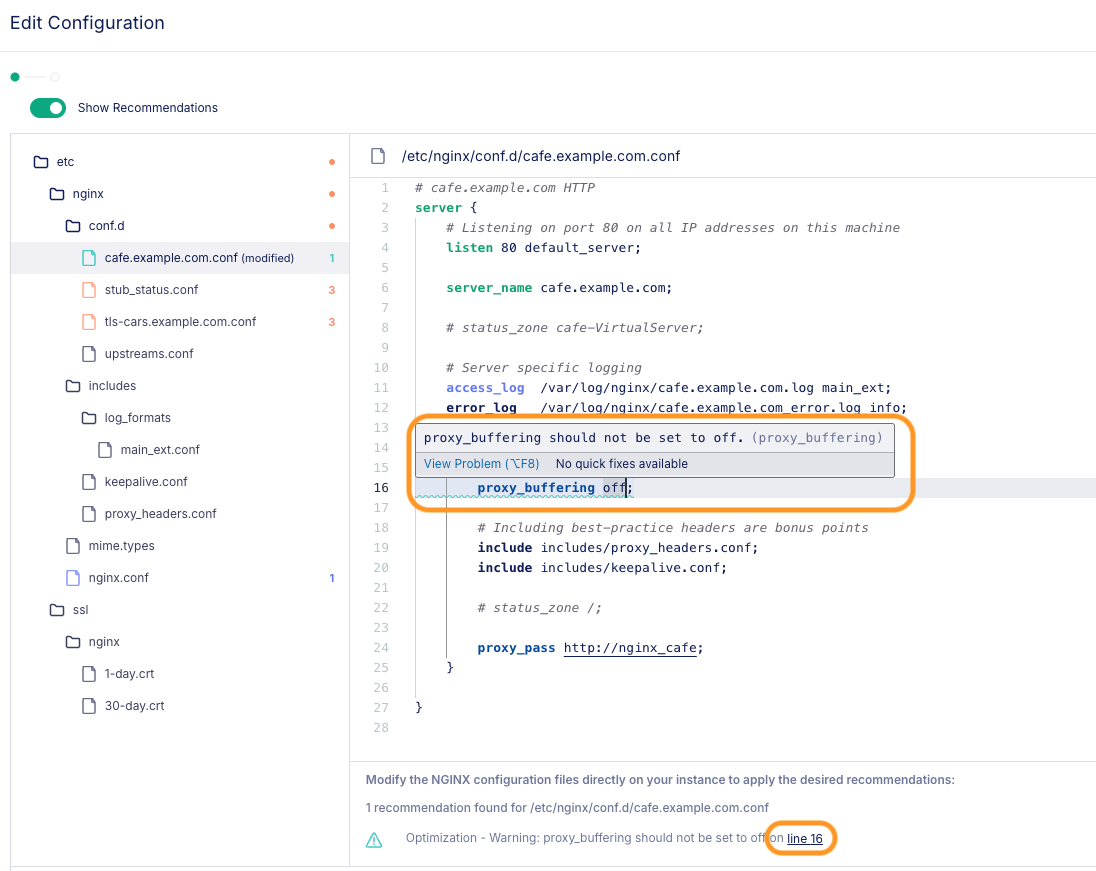 Edit Configuration
Show Recommendations
etc
nginx
conf.d
cafe.example.com.conf (modified) 1
stub_status.conf 3
tls-cars.example.com.conf 3
upstreams.conf
includes
log_formats
main_ext.conf
keepalive.conf
proxy_headers.conf
mime.types
nginx.conf 1
ssl
nginx
1-day.crt
30-day.crt
/etc/nginx/conf.d/cafe.example.com.conf
1 # cafe.example.com HTTP
2 server {
3 # Listening on port 80 on all IP addresses on this machine
4 listen 80 default_server;
5
6 server_name cafe.example.com;
7
8 # status_zone cafe-VirtualServer;
9
10 # Server specific logging
11 access_log /var/log/nginx/cafe.example.com.log main_ext;
12 error_log /var/log/nginx/cafe.example.com_error.log info;
13
proxy_buffering should not be set to off. (proxy_buffering)
14
15
View Problem (⌥F8) No quick fixes available
16 proxy_buffering off;
17
18 # Including best-practice headers are bonus points
19 include includes/proxy_headers.conf;
20 include includes/keepalive.conf;
21
22 # status_zone /;
23
24 proxy_pass http://nginx_cafe;
25 }
26
27 }
28
Modify the NGINX configuration files directly on your instance to apply the desired recommendations:
1 recommendation found for /etc/nginx/conf.d/cafe.example.com.conf
Optimization - Warning: proxy_buffering should not be set to off on line 16